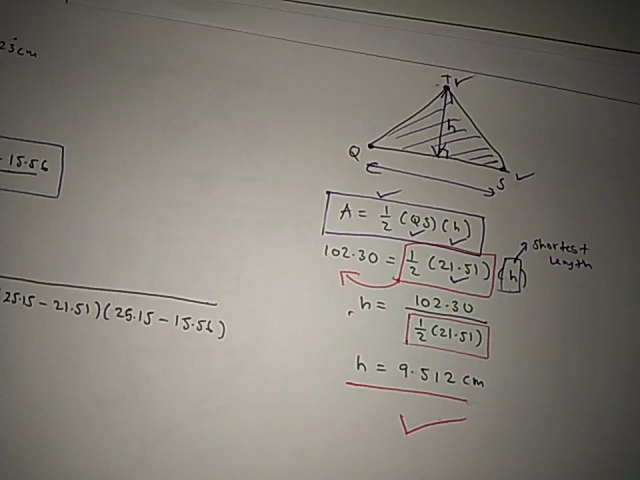 23cm
15.56
(25.15 - 21.51)(25.15 - 15.56)
T
h
Q
S
A = 1/2 (QS)(h)
102.30 = 1/2 (21.51) (h)
shortest
length
h = 102.30 / 1/2 (21.51)
h = 9.512 cm